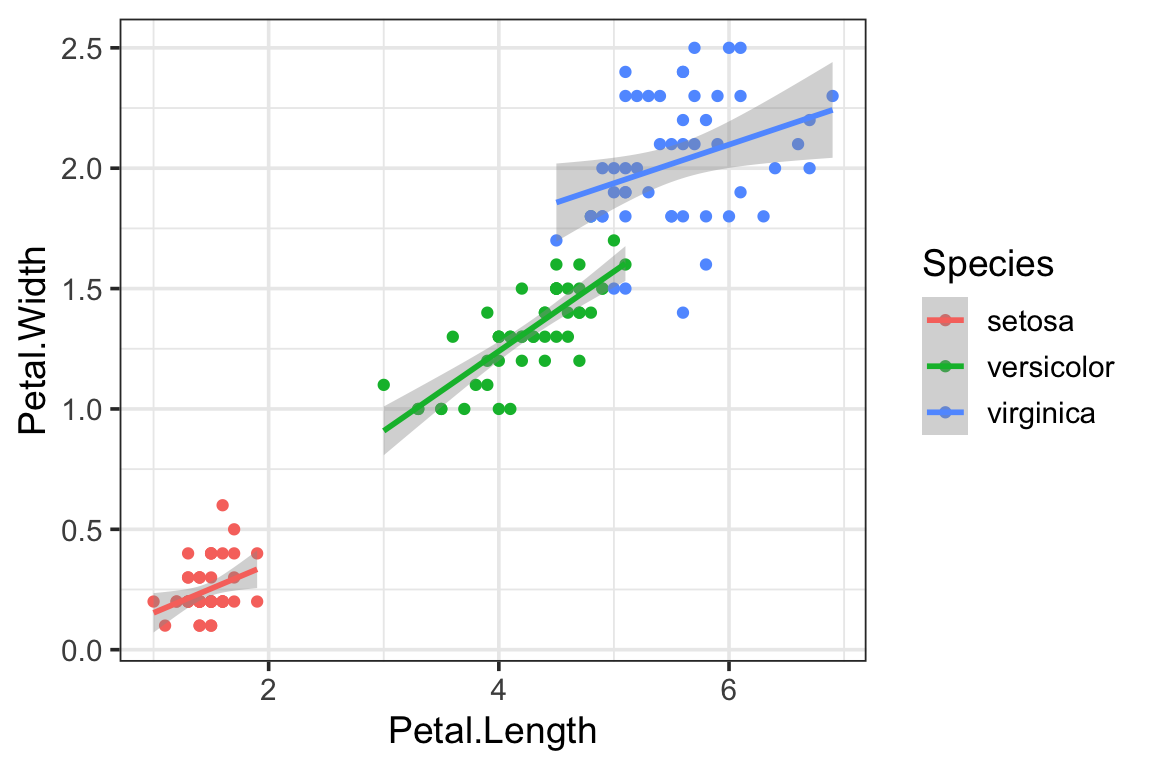 2.5
2.0
1.5
1.0
0.5
0.0
Petal.Width
2 4 6
Petal.Length
Species
setosa
versicolor
virginica